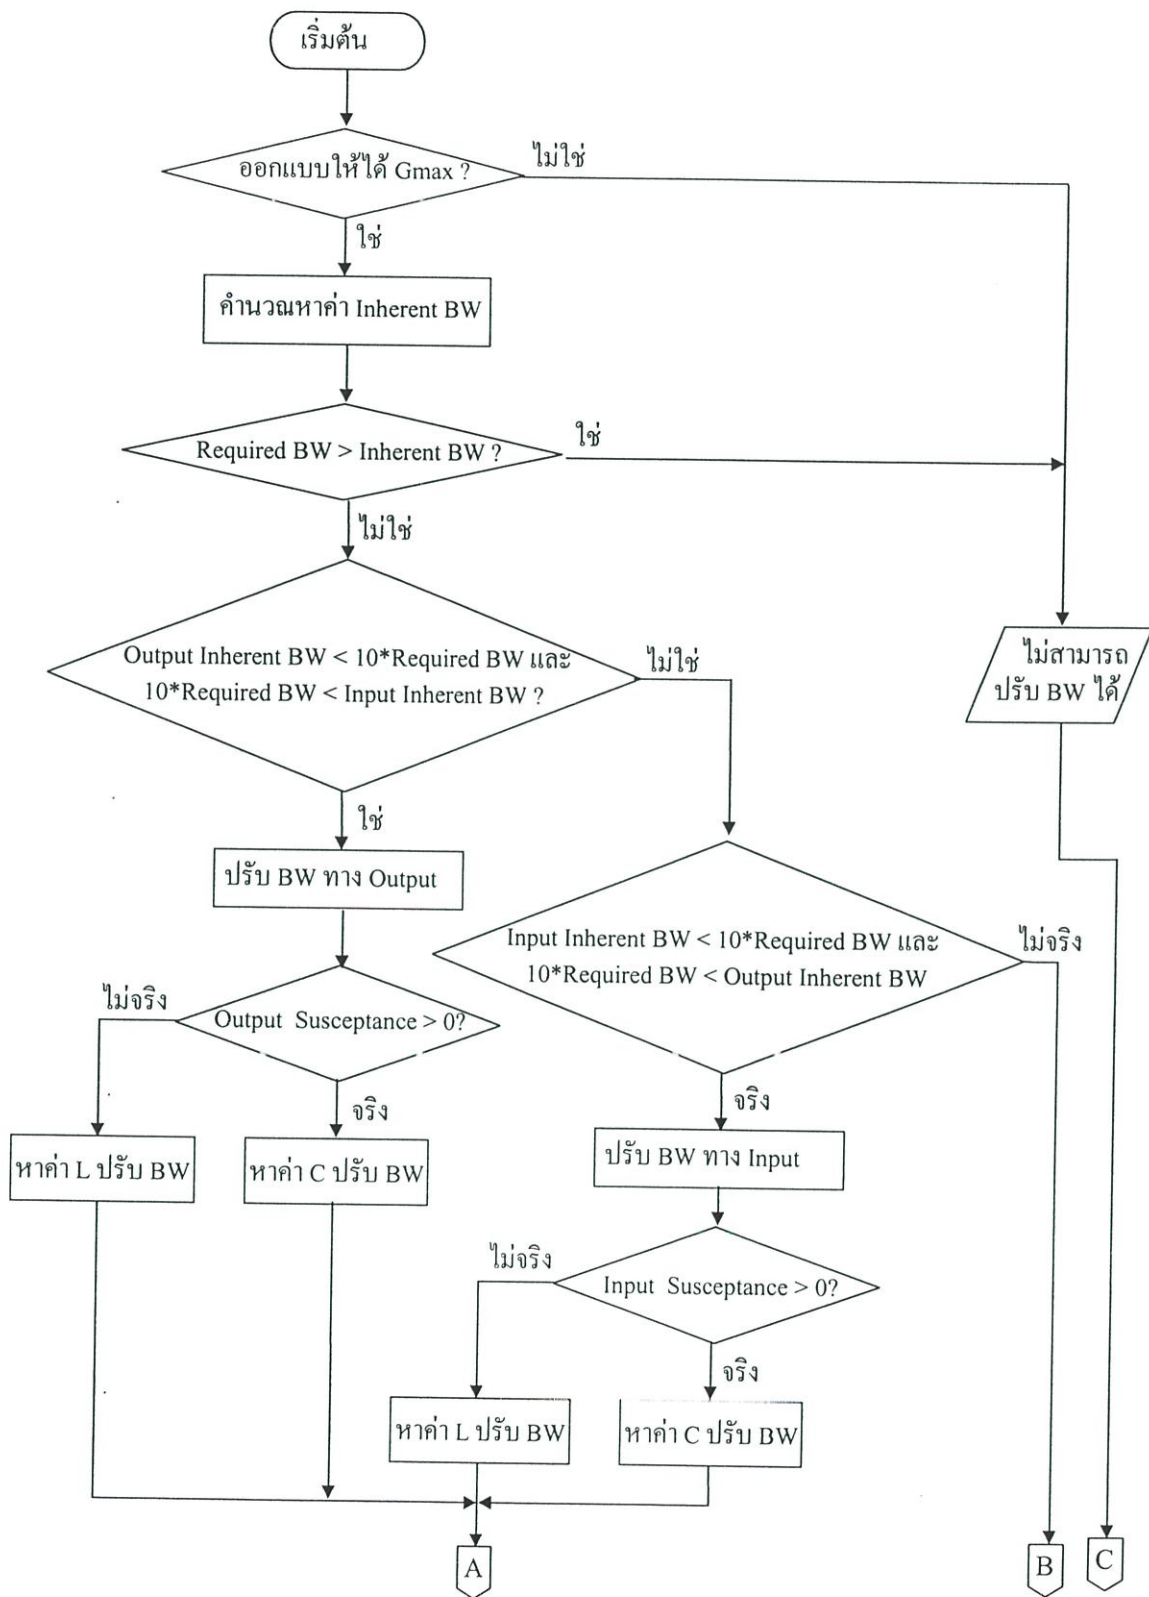 เริ่มต้น
ออกแบบให้ได้ Gmax ?
ไม่ใช่
ใช่
คำนวณหาค่า Inherent BW
Required BW > Inherent BW ?
ใช่
ไม่ใช่
Output Inherent BW < 10*Required BW และ
10*Required BW < Input Inherent BW ?
ไม่ใช่
ไม่สามารถ
ปรับ BW ได้
ใช่
ปรับ BW ทาง Output
Input Inherent BW < 10*Required BW และ
10*Required BW < Output Inherent BW
ไม่จริง
ไม่จริง
Output Susceptance > 0?
จริง
จริง
หาค่า L ปรับ BW
หาค่า C ปรับ BW
ปรับ BW ทาง Input
ไม่จริง
Input Susceptance > 0?
จริง
หาค่า L ปรับ BW
หาค่า C ปรับ BW
A
B
C